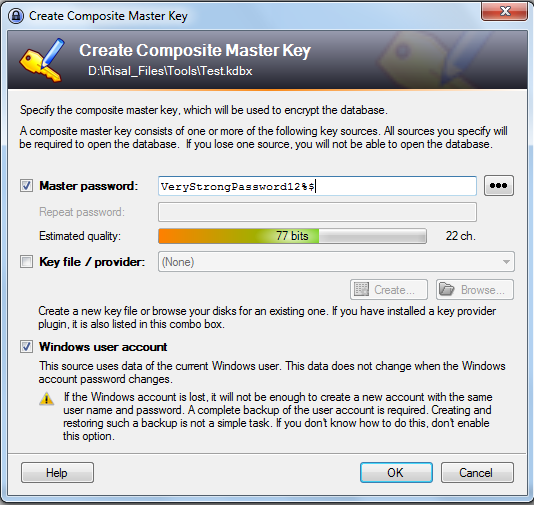 Create Composite Master Key
Create Composite Master Key
D:\Risal_Files\Tools\Test.kdbx
Specify the composite master key, which will be used to encrypt the database.
A composite master key consists of one or more of the following key sources. All sources you specify will
be required to open the database. If you lose one source, you will not be able to open the database.
Master password: VeryStrongPassword12%$
Repeat password:
Estimated quality: 77 bits 22 ch.
Key file / provider: (None)
Create... Browse...
Create a new key file or browse your disks for an existing one. If you have installed a key provider
plugin, it is also listed in this combo box.
Windows user account
This source uses data of the current Windows user. This data does not change when the Windows
account password changes.
If the Windows account is lost, it will not be enough to create a new account with the same
user name and password. A complete backup of the user account is required. Creating and
restoring such a backup is not a simple task. If you don't know how to do this, don't enable
this option.
Help OK Cancel